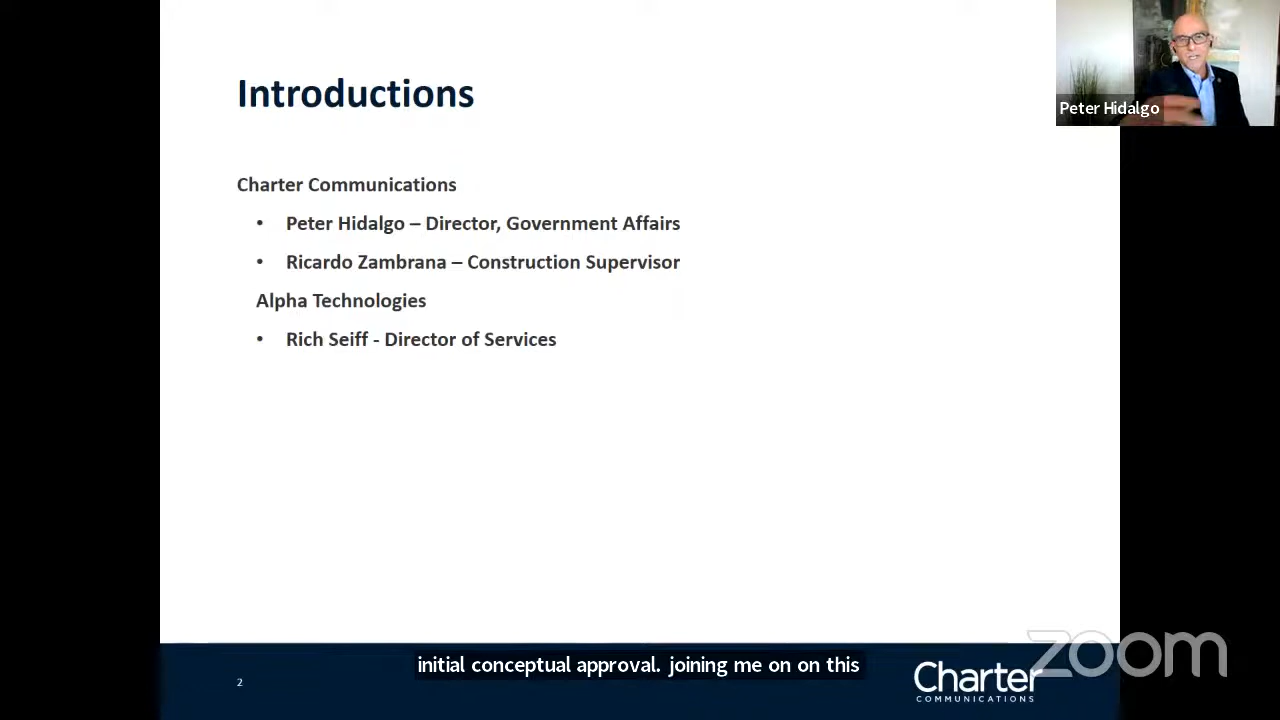 Introductions
Peter Hidalgo
Charter Communications
• Peter Hidalgo – Director, Government Affairs
• Ricardo Zambrana – Construction Supervisor
Alpha Technologies
• Rich Seiff - Director of Services
initial conceptual approval. joining me on on this
2
Charter
COMMUNICATIONS
zoom